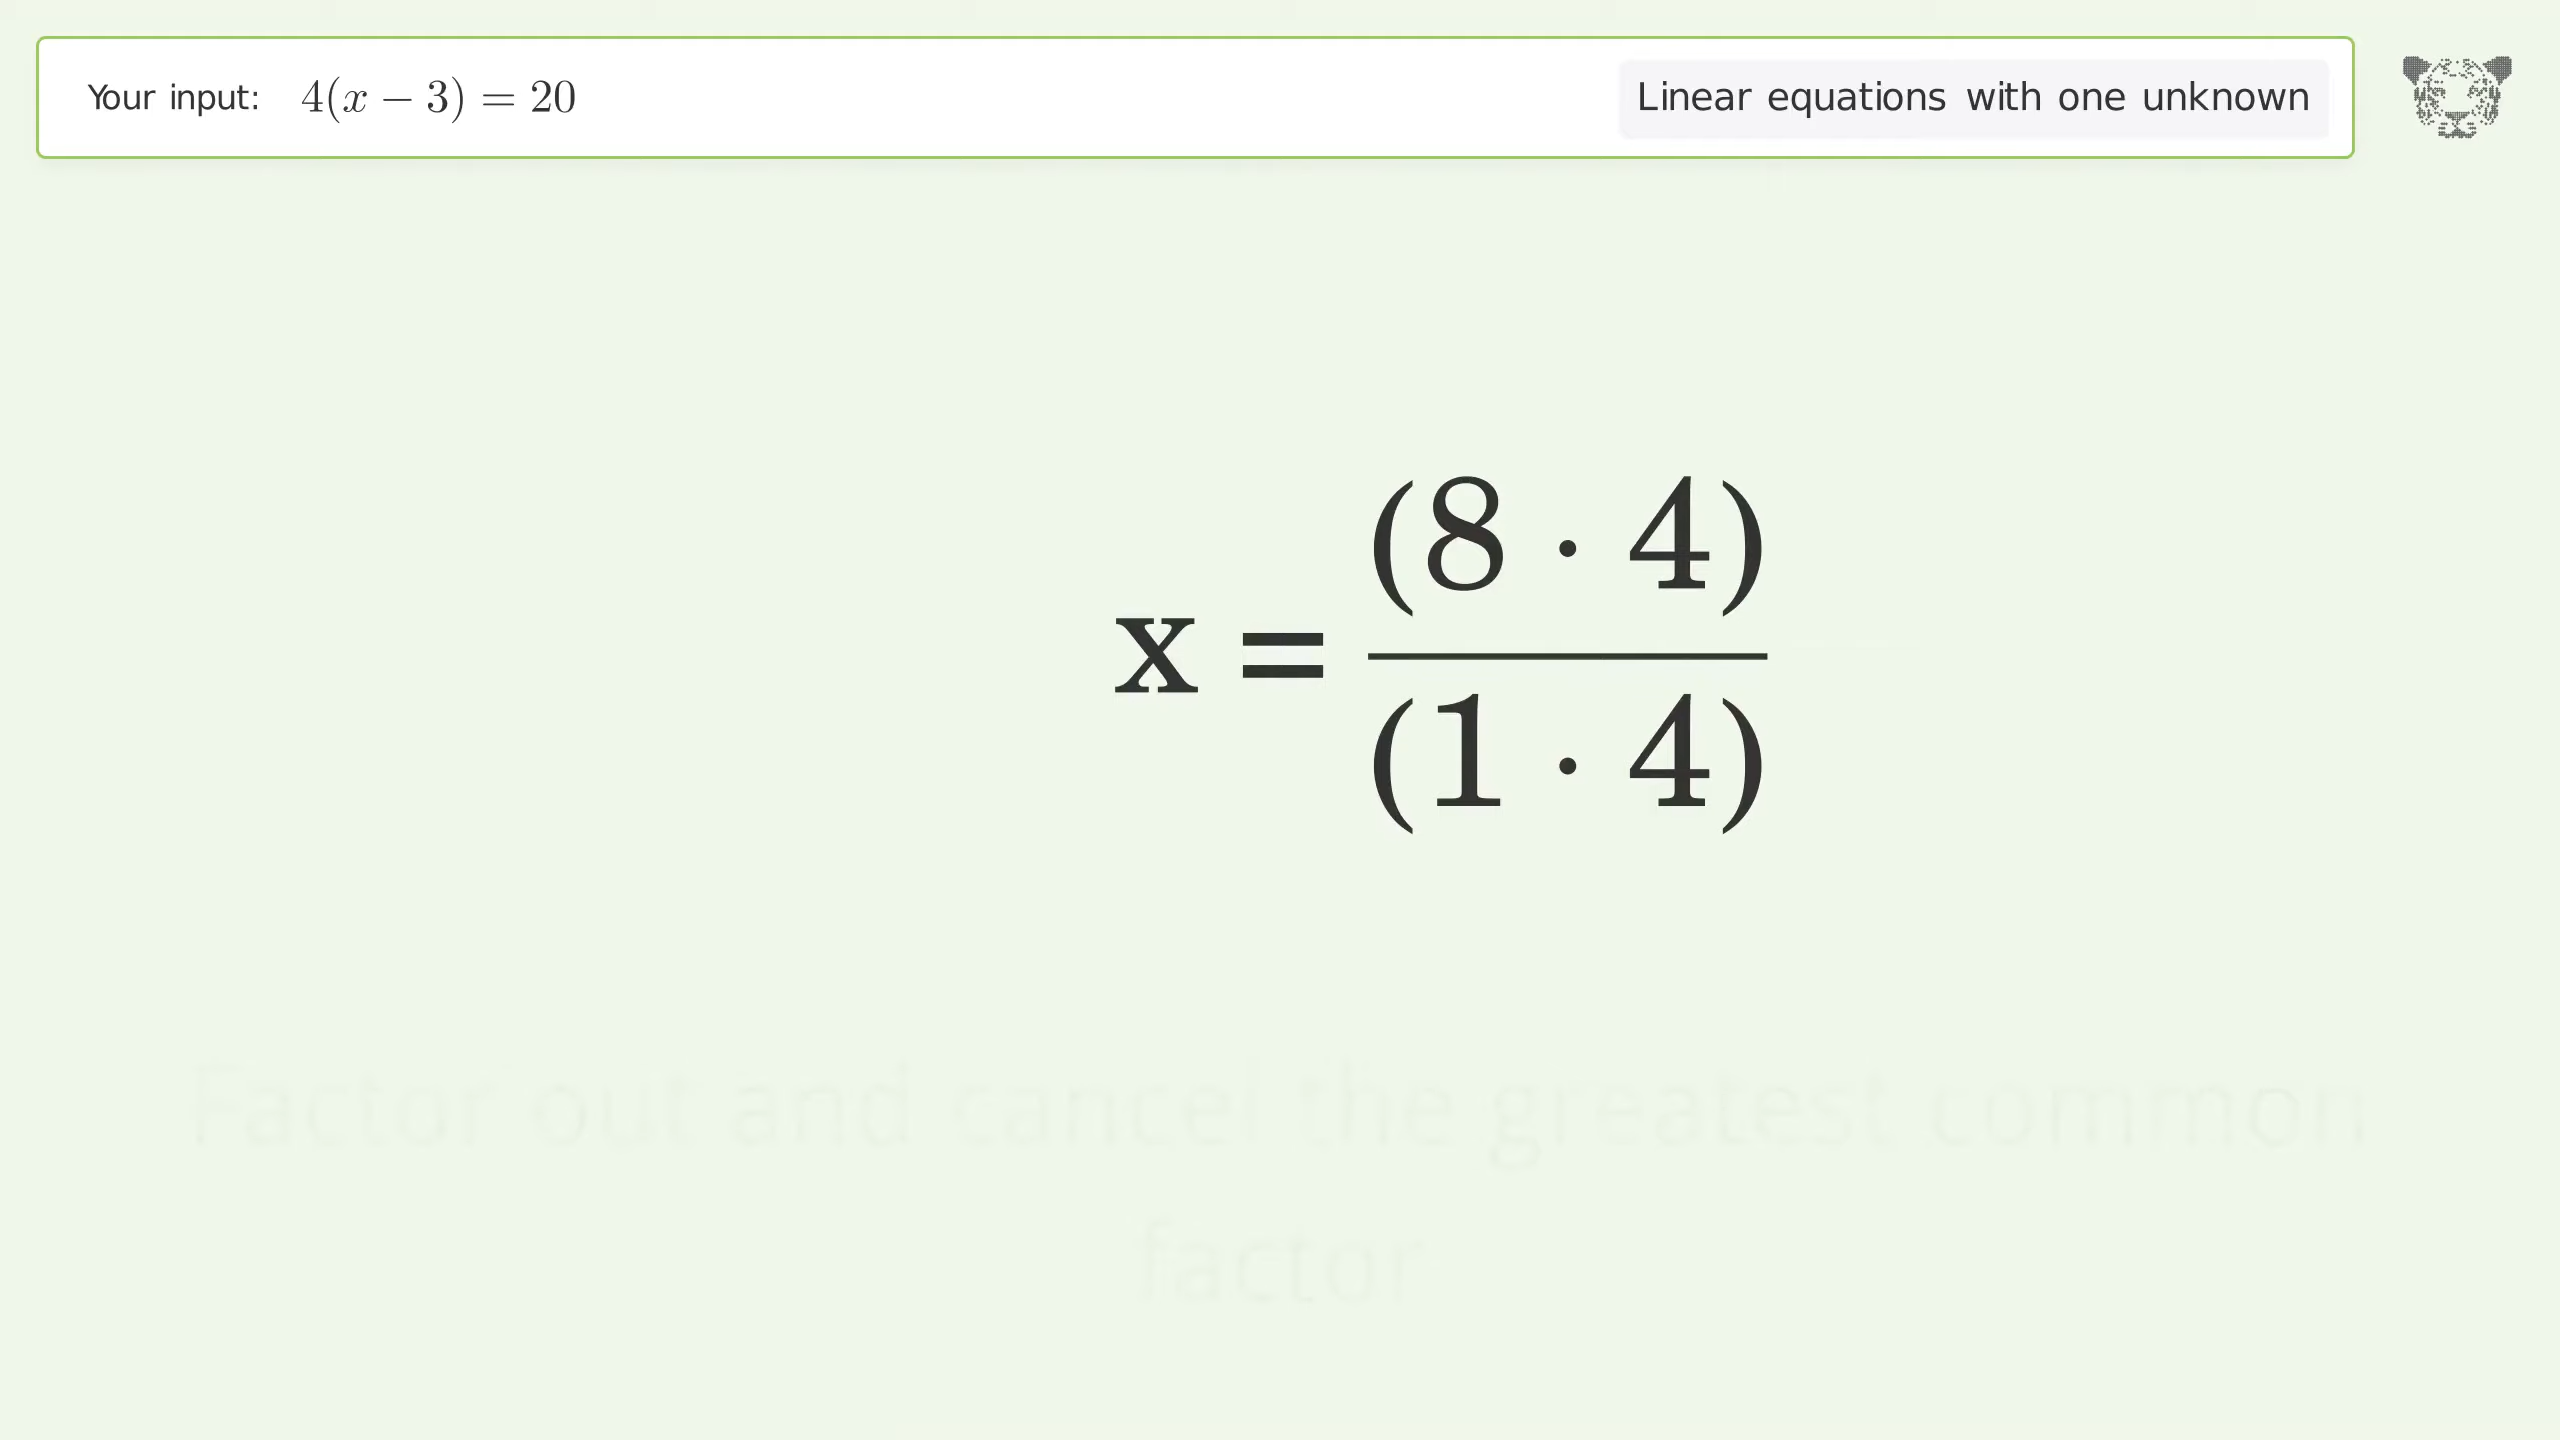 Your input: 4(x − 3) = 20
Linear equations with one unknown
x = (8 · 4)
(1 · 4)
Factor out and cancel the greatest common
factor